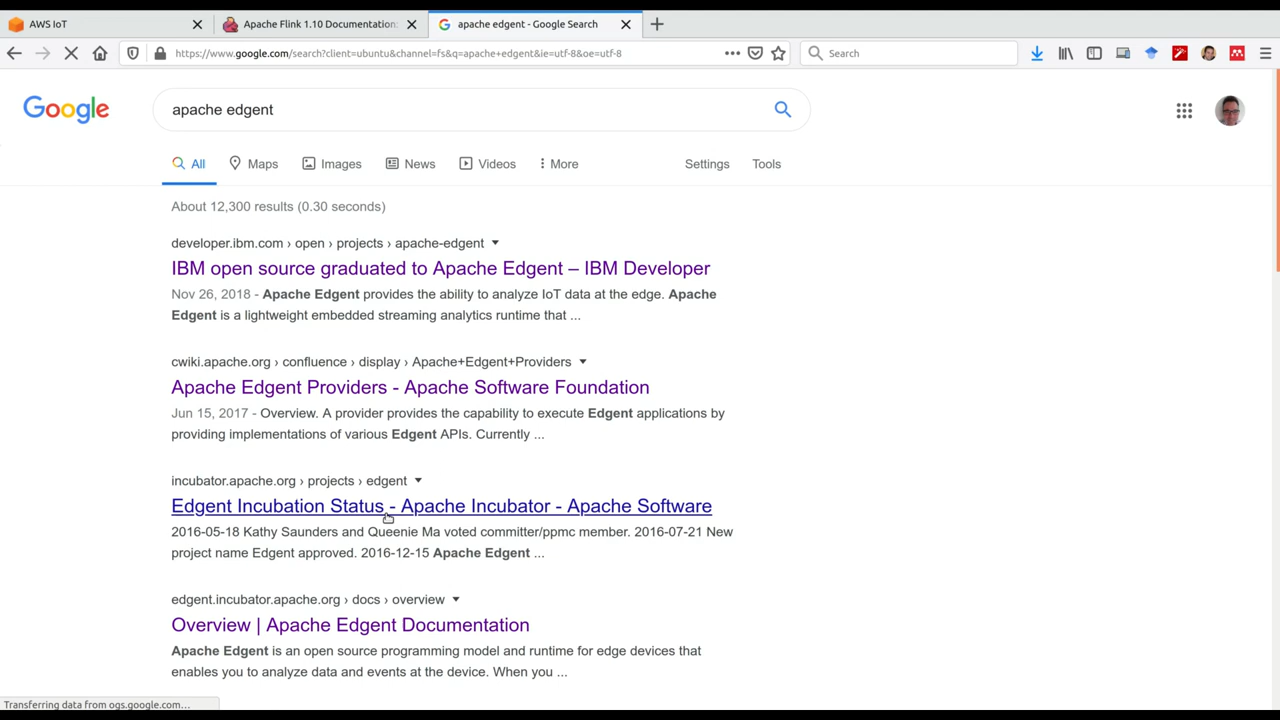 AWS IoT
Apache Flink 1.10 Documentation:
apache edgent - Google Search
https://www.google.com/search?client=ubuntu&channel=fs&q=apache+edgent&ie=utf-8&oe=utf-8
Search
Google
apache edgent
All
Maps
Images
News
Videos
More
Settings
Tools
About 12,300 results (0.30 seconds)
developer.ibm.com › open › projects › apache-edgent
IBM open source graduated to Apache Edgent – IBM Developer
Nov 26, 2018 - Apache Edgent provides the ability to analyze IoT data at the edge. Apache
Edgent is a lightweight embedded streaming analytics runtime that ...
cwiki.apache.org › confluence › display › Apache+Edgent+Providers
Apache Edgent Providers - Apache Software Foundation
Jun 15, 2017 - Overview. A provider provides the capability to execute Edgent applications by
providing implementations of various Edgent APIs. Currently ...
incubator.apache.org › projects › edgent
Edgent Incubation Status - Apache Incubator - Apache Software
2016-05-18 Kathy Saunders and Queenie Ma voted committer/ppmc member. 2016-07-21 New
project name Edgent approved. 2016-12-15 Apache Edgent ...
edgent.incubator.apache.org › docs › overview
Overview | Apache Edgent Documentation
Apache Edgent is an open source programming model and runtime for edge devices that
enables you to analyze data and events at the device. When you ...
Transferring data from ogs.google.com...